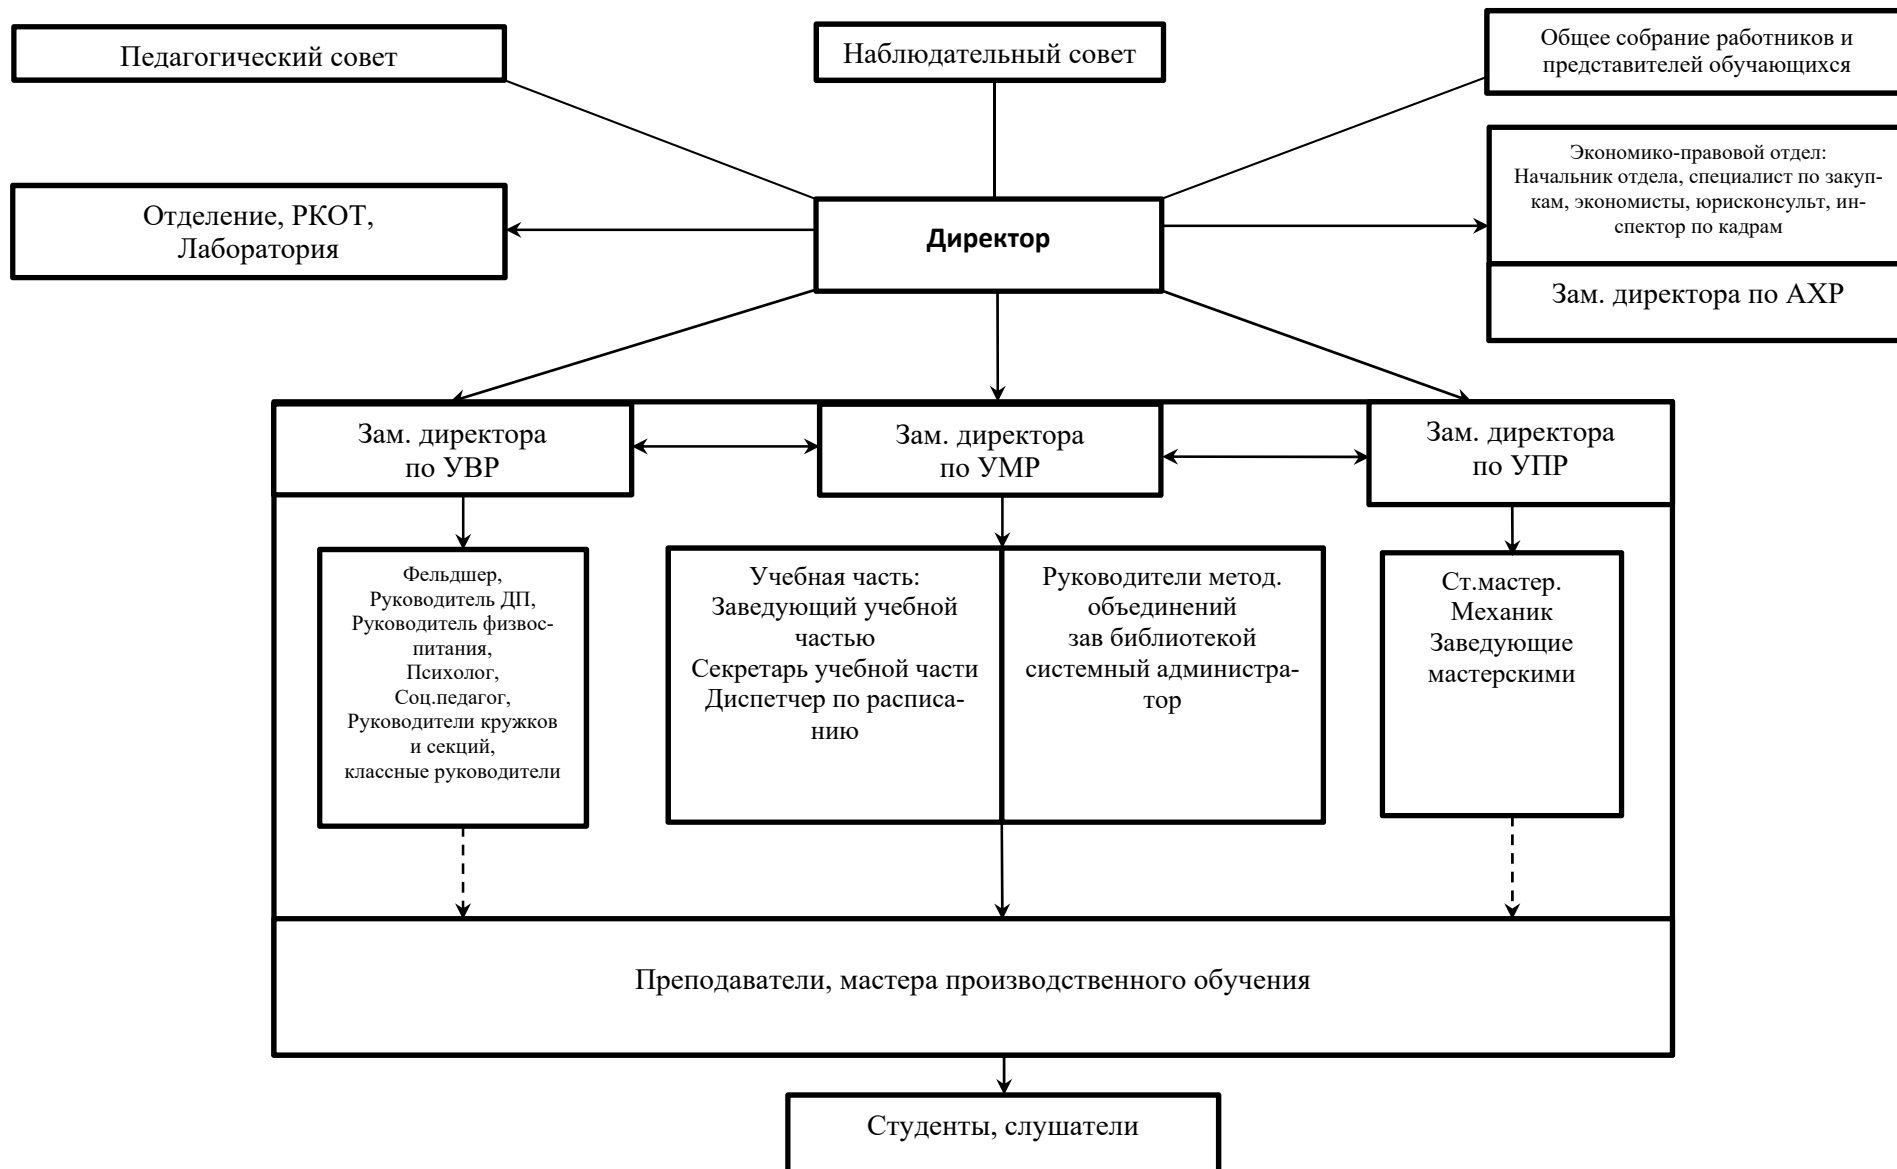 Педагогический совет
Наблюдательный совет
Общее собрание работников и
представителей обучающихся
Отделение, РКОТ,
Лаборатория
Директор
Экономико-правовой отдел:
Начальник отдела, специалист по закуп-
кам, экономисты, юрисконсульт, ин-
спектор по кадрам
Зам. директора по АХР
Зам. директора
по УВР
Зам. директора
по УМР
Зам. директора
по УПР
Фельдшер,
Руководитель ДП,
Руководитель физвос-
питания,
Психолог,
Соц.педагог,
Руководители кружков
и секций,
классные руководители
Учебная часть:
Заведующий учебной
частью
Секретарь учебной части
Диспетчер по расписа-
нию
Руководители метод.
объединений
зав библиотекой
системный администра-
тор
Ст.мастер.
Механик
Заведующие
мастерскими
Преподаватели, мастера производственного обучения
Студенты, слушатели